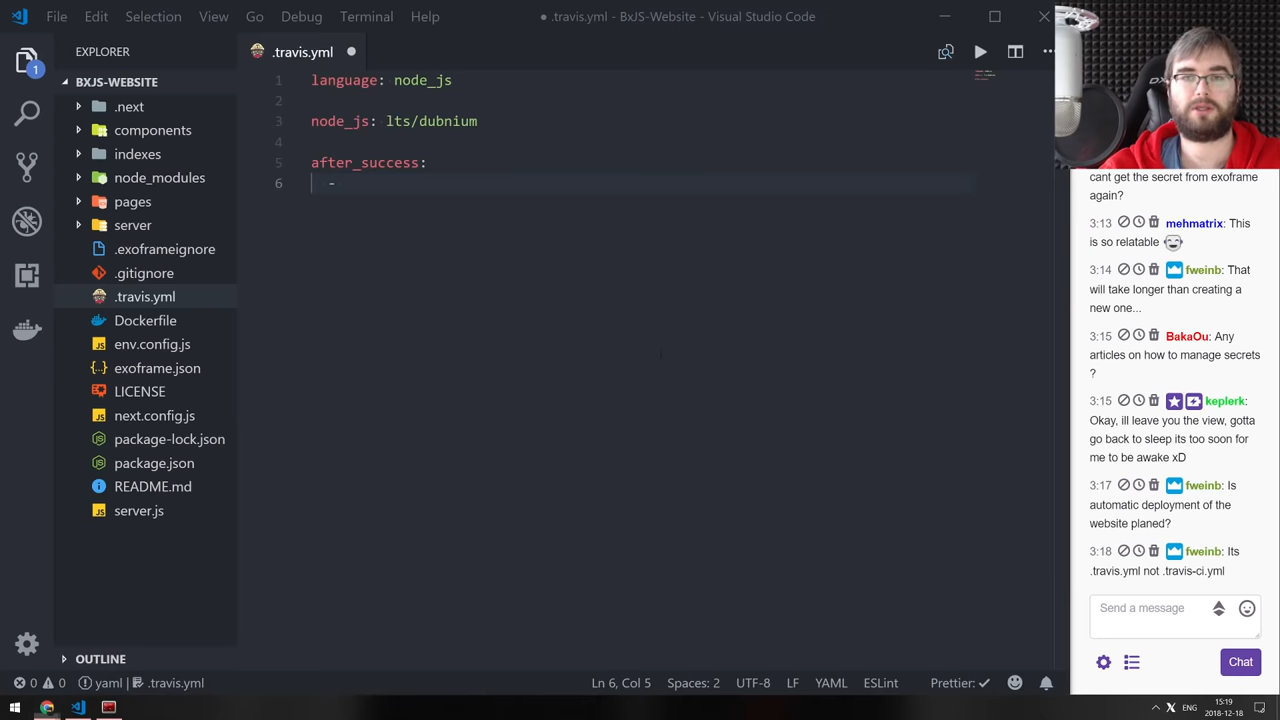 File Edit Selection View Go Debug Terminal Help
● .travis.yml - BxJS-Website - Visual Studio Code
EXPLORER
.travis.yml
1
BXJS-WEBSITE
.next
components
indexes
node_modules
pages
server
.exoframeignore
.gitignore
.travis.yml
Dockerfile
env.config.js
exoframe.json
LICENSE
next.config.js
package-lock.json
package.json
README.md
server.js
OUTLINE
1 language: node_js
2
3 node_js: lts/dubnium
4
5 after_success:
6 -
cant get the secret from exoframe
again?
3:13 mehmatrix: This
is so relatable
3:14 fweinb: That
will take longer than creating a
new one...
3:15 BakaOu: Any
articles on how to manage secrets
?
3:15 keplerk:
Okay, ill leave you the view, gotta
go back to sleep its too soon for
me to be awake xD
3:17 fweinb: Is
automatic deployment of the
website planed?
3:18 fweinb: Its
.travis.yml not .travis-ci.yml
Send a message
Chat
0 0 yaml | .travis.yml Ln 6, Col 5 Spaces: 2 UTF-8 LF YAML ESLint Prettier: ✓
ENG
15:19
2018-12-18